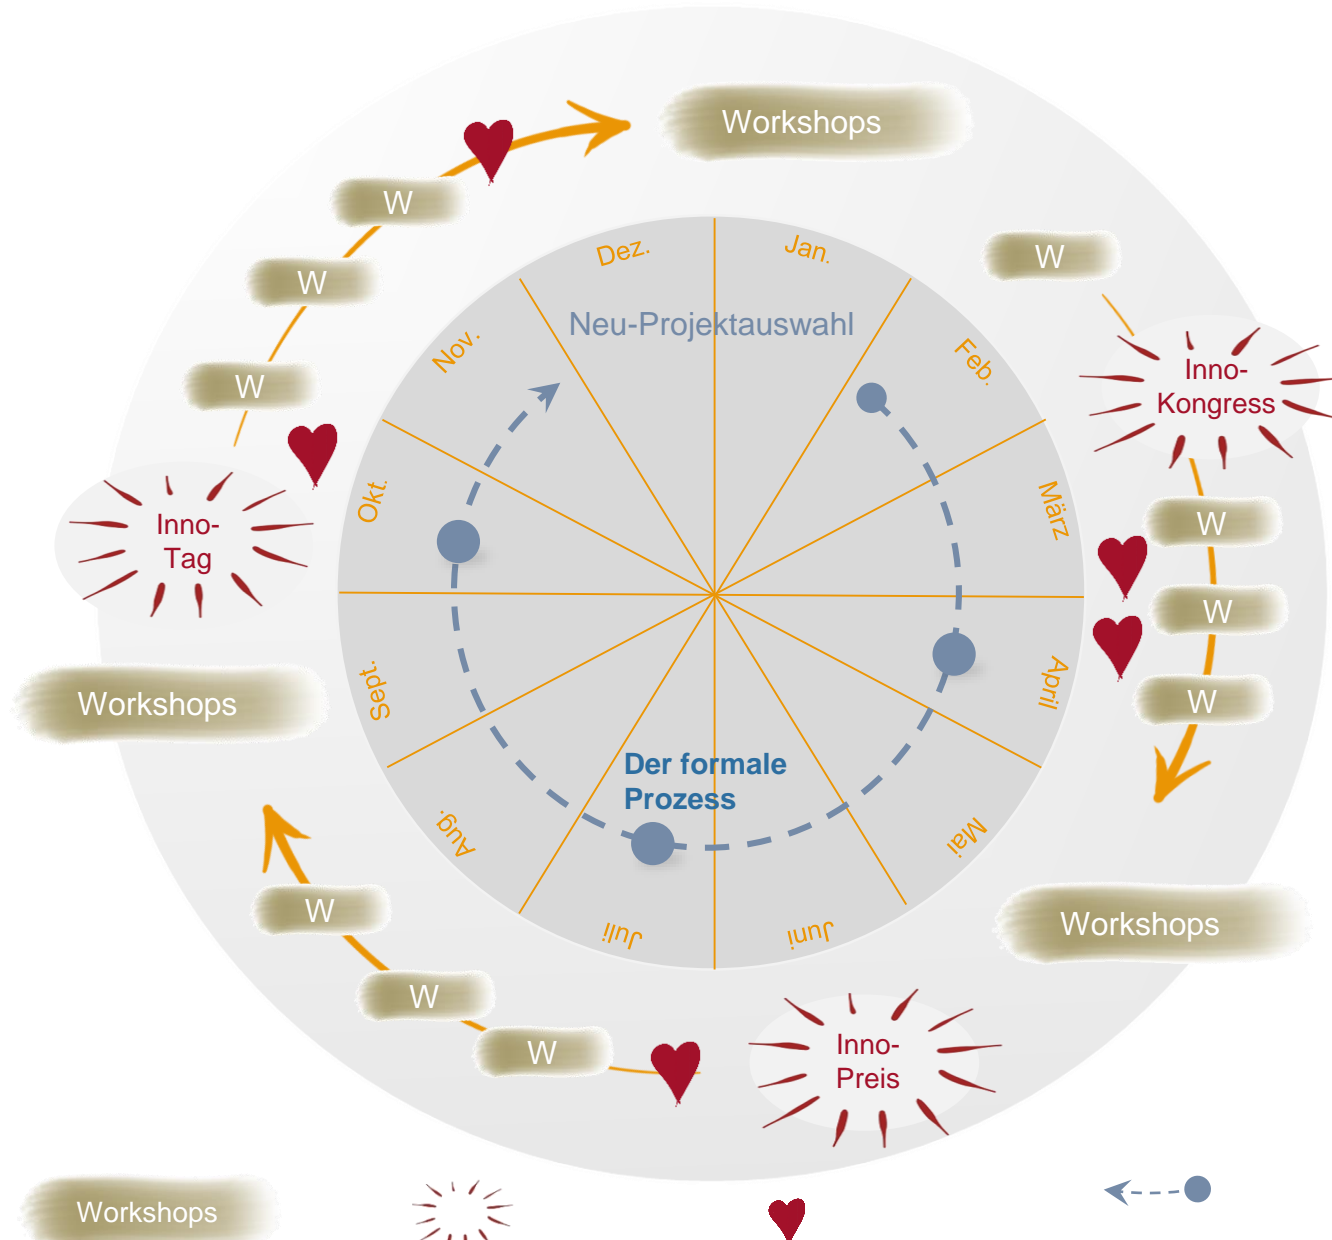 Workshops
W
W
W
W
Dez.
Jan.
Neu-Projektauswahl
Nov.
Feb.
Inno-
Kongress
Okt.
März
Inno-
Tag
W
W
W
Workshops
Sept.
April
Der formale
Prozess
Aug.
Mai
Juli
Juni
W
W
W
Workshops
Inno-
Preis
Workshops